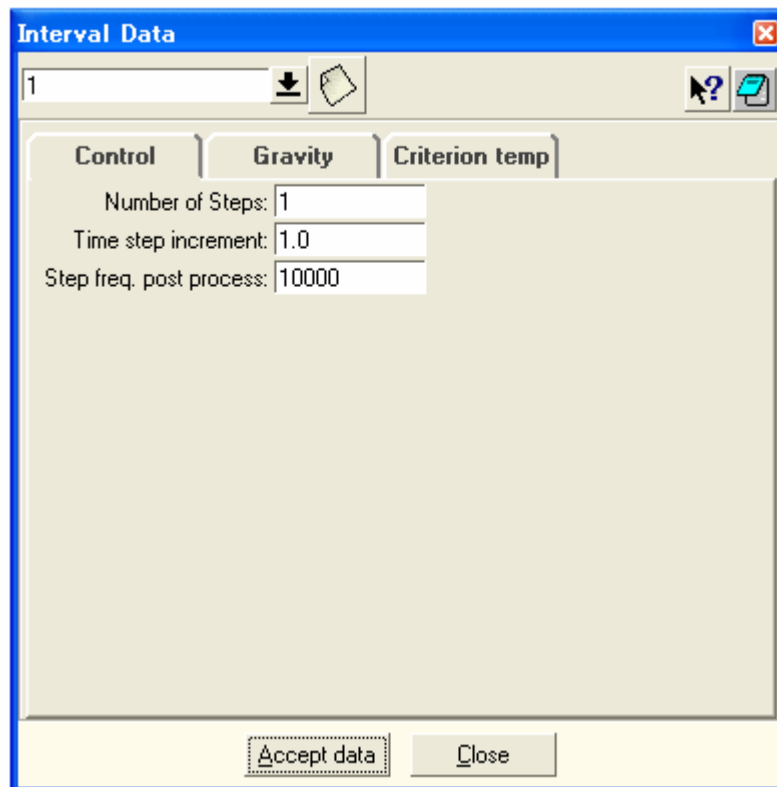 Interval Data
1
?
Control Gravity Criterion temp
Number of Steps: 1
Time step increment: 1.0
Step freq. post process: 10000
Accept data Close